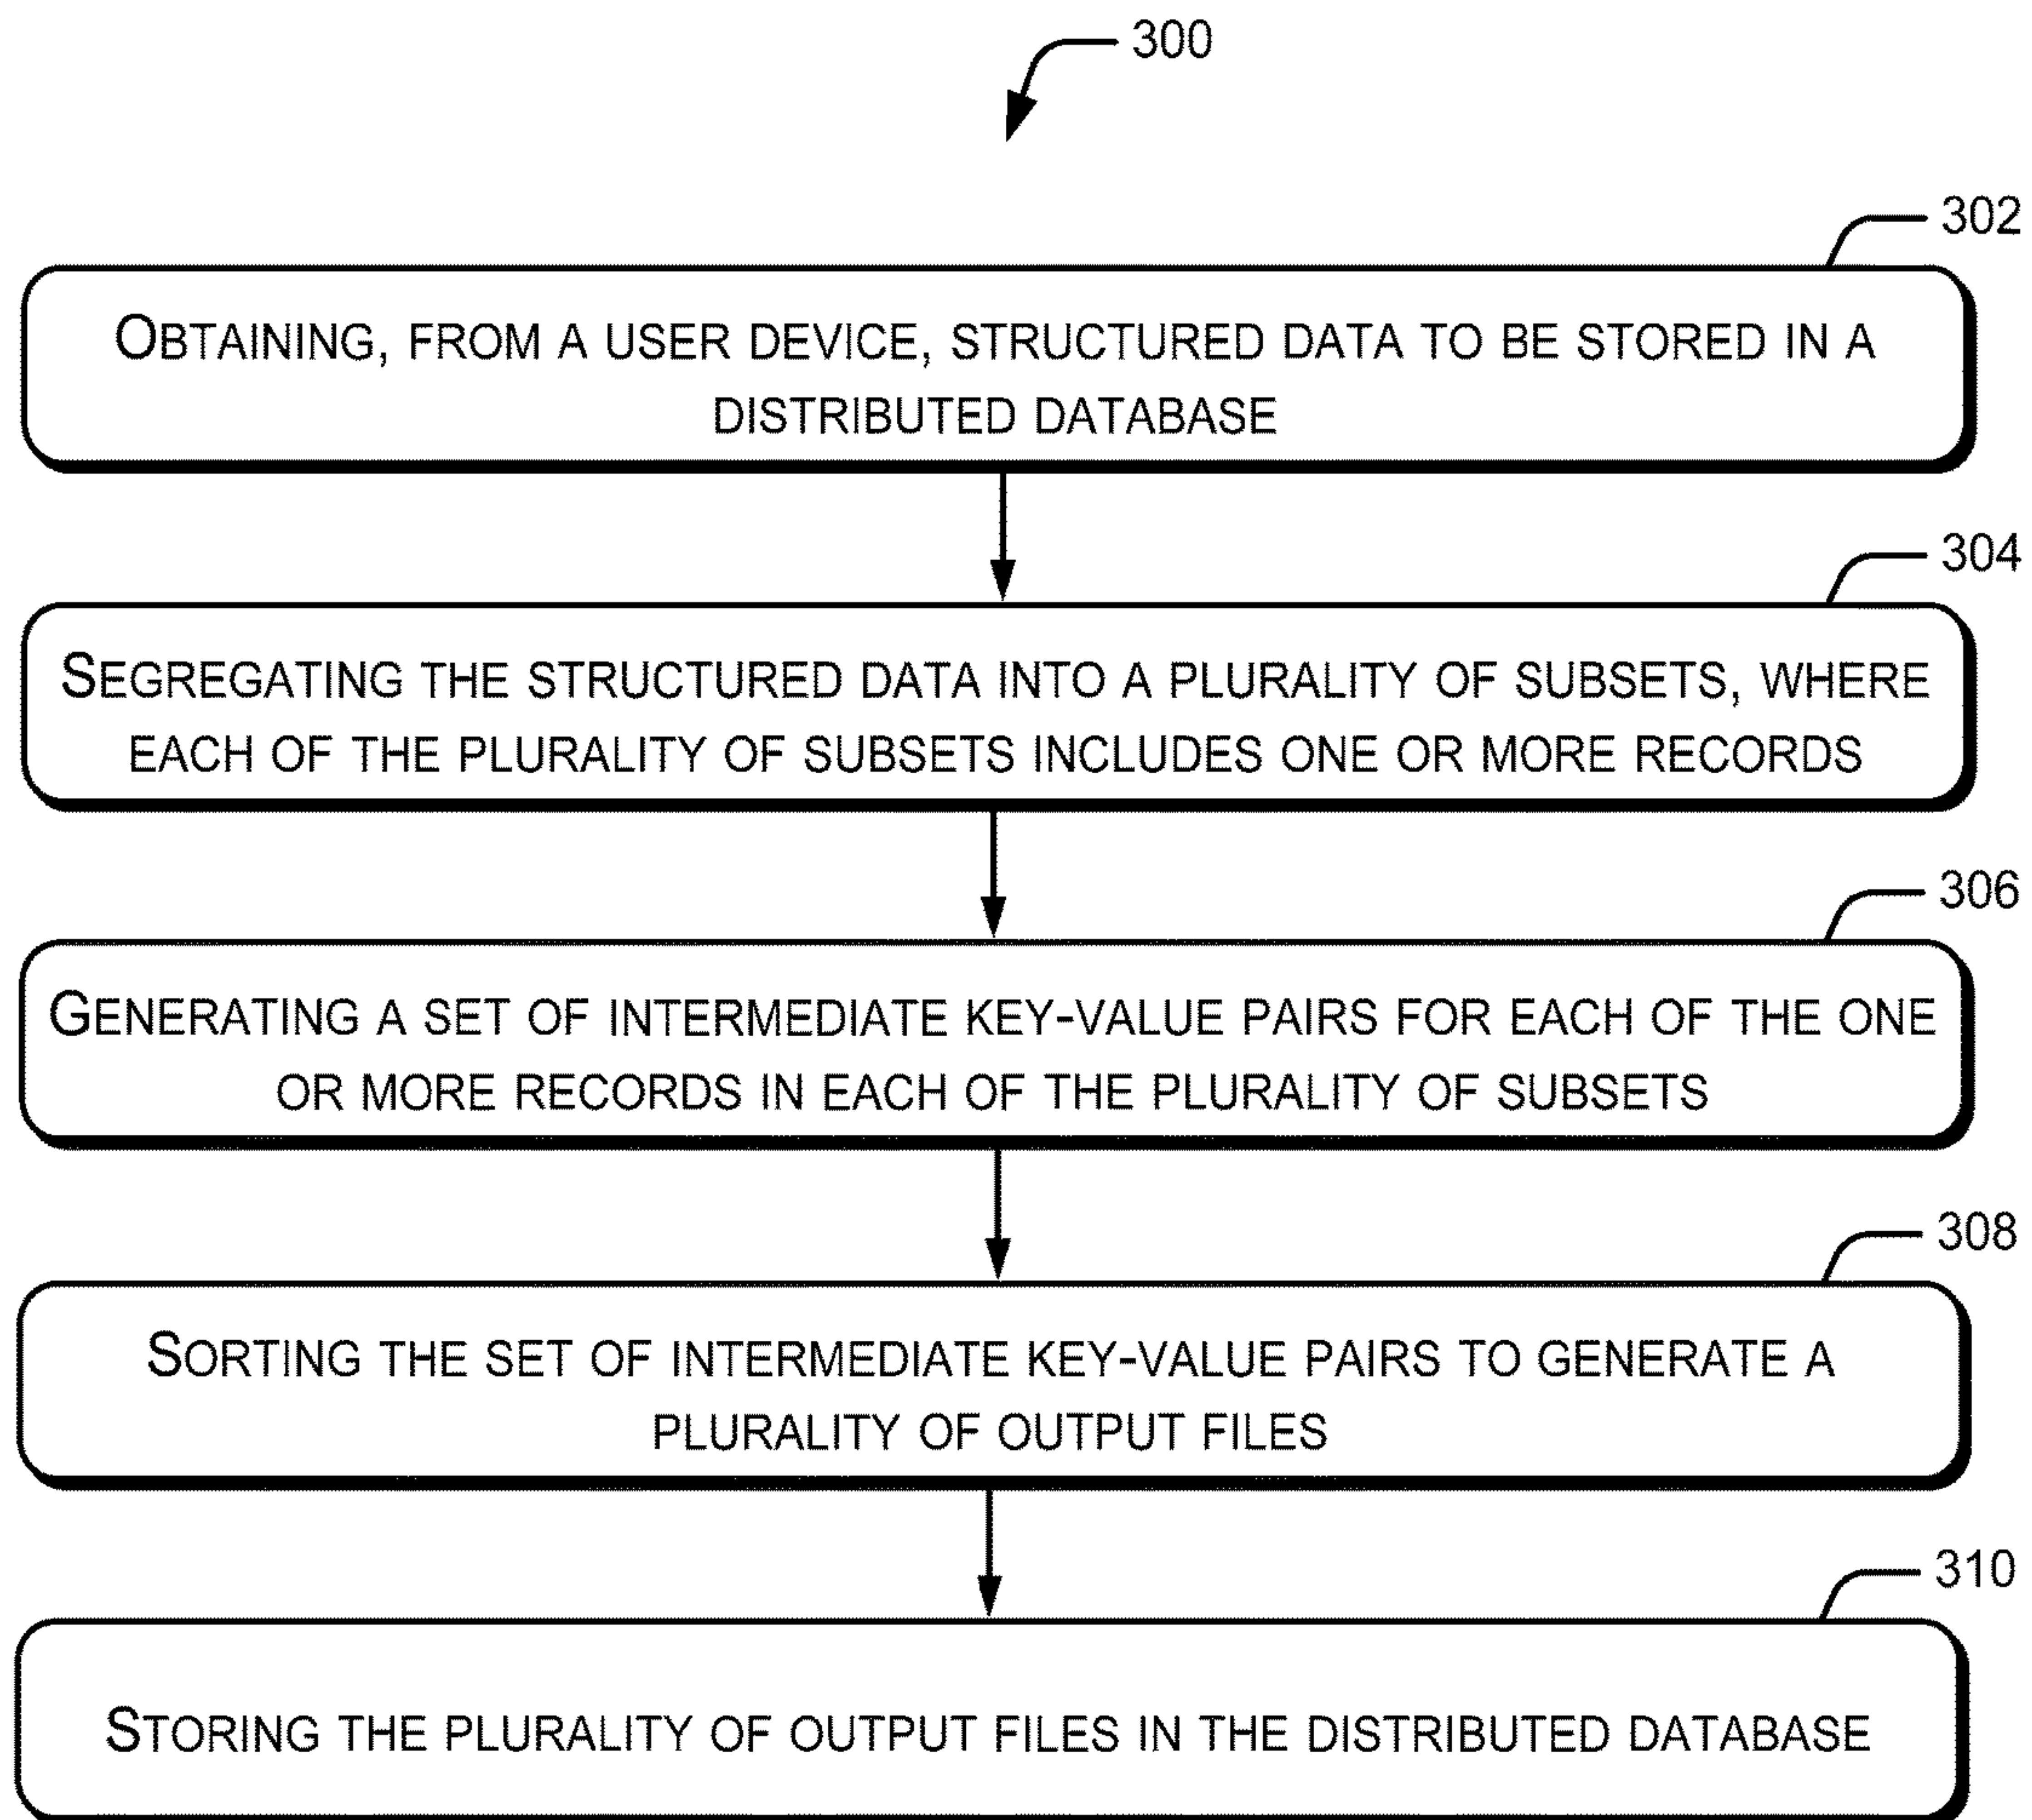 300
302
OBTAINING, FROM A USER DEVICE, STRUCTURED DATA TO BE STORED IN A
DISTRIBUTED DATABASE
304
SEGREGATING THE STRUCTURED DATA INTO A PLURALITY OF SUBSETS, WHERE
EACH OF THE PLURALITY OF SUBSETS INCLUDES ONE OR MORE RECORDS
306
GENERATING A SET OF INTERMEDIATE KEY-VALUE PAIRS FOR EACH OF THE ONE
OR MORE RECORDS IN EACH OF THE PLURALITY OF SUBSETS
308
SORTING THE SET OF INTERMEDIATE KEY-VALUE PAIRS TO GENERATE A
PLURALITY OF OUTPUT FILES
310
STORING THE PLURALITY OF OUTPUT FILES IN THE DISTRIBUTED DATABASE